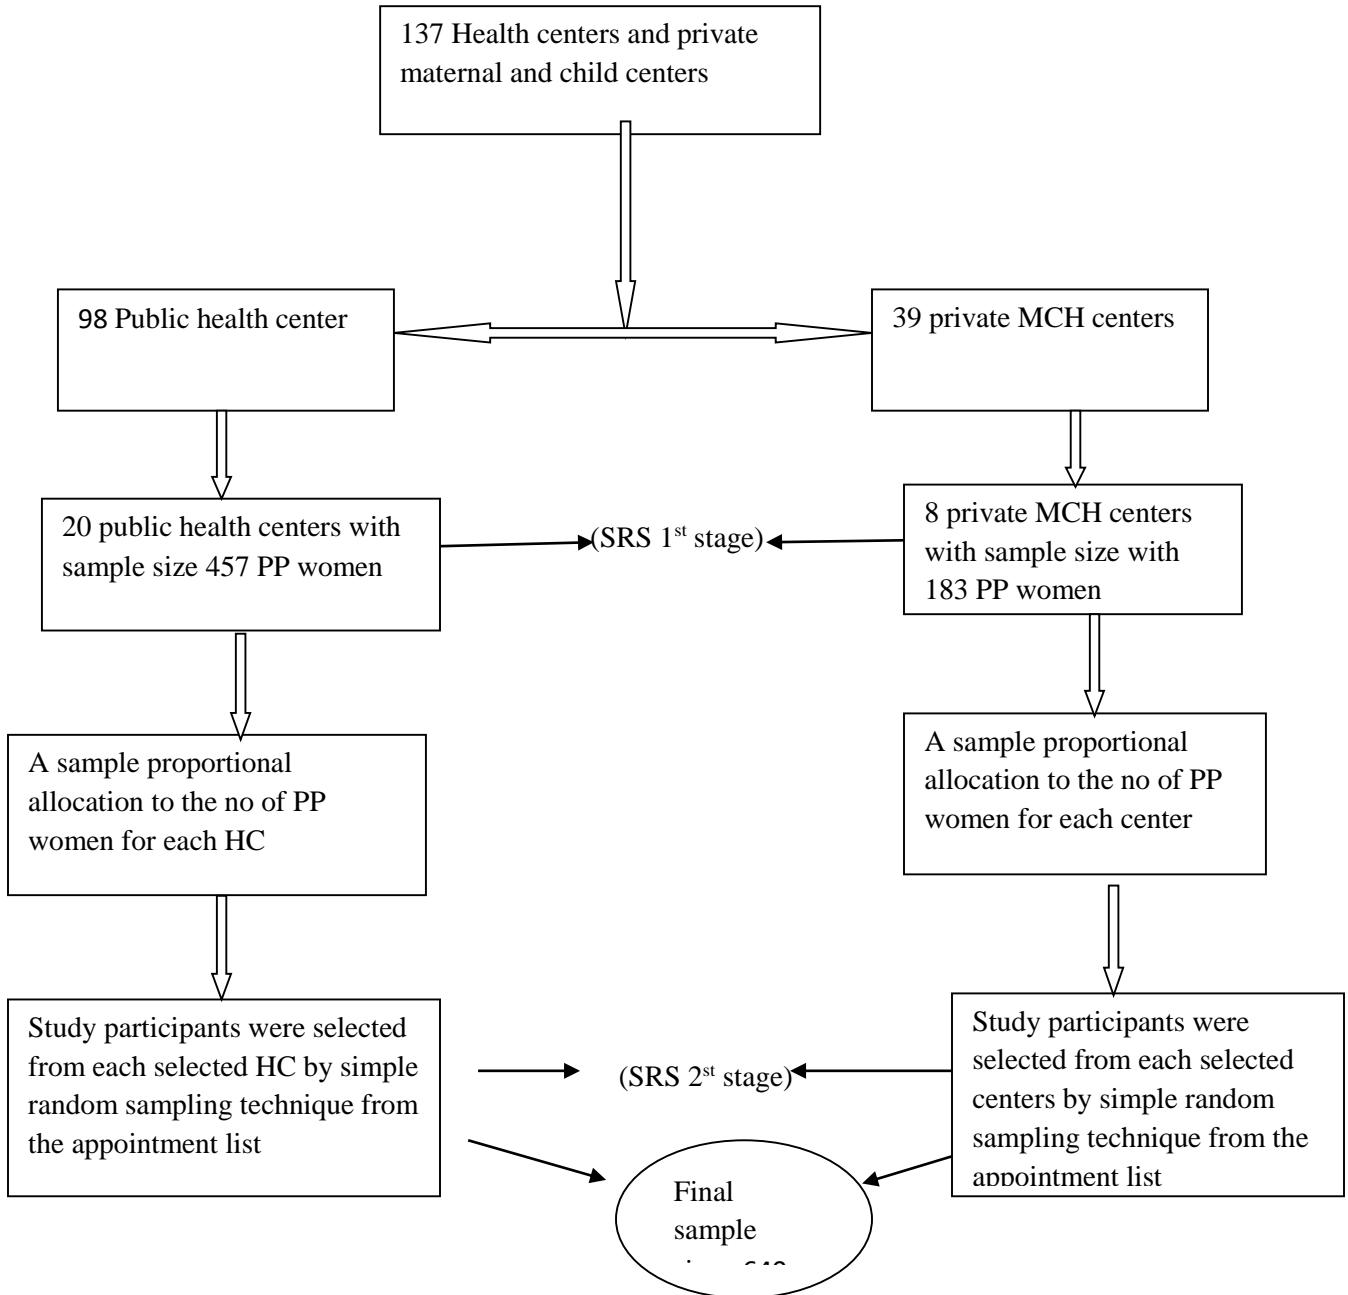 137 Health centers and private
maternal and child centers
98 Public health center
39 private MCH centers
20 public health centers with
sample size 457 PP women
(SRS 1st stage)
8 private MCH centers
with sample size with
183 PP women
A sample proportional
allocation to the no of PP
women for each HC
A sample proportional
allocation to the no of PP
women for each center
Study participants were selected
from each selected HC by simple
random sampling technique from
the appointment list
(SRS 2st stage)
Study participants were
selected from each selected
centers by simple random
sampling technique from the
appointment list
Final
sample